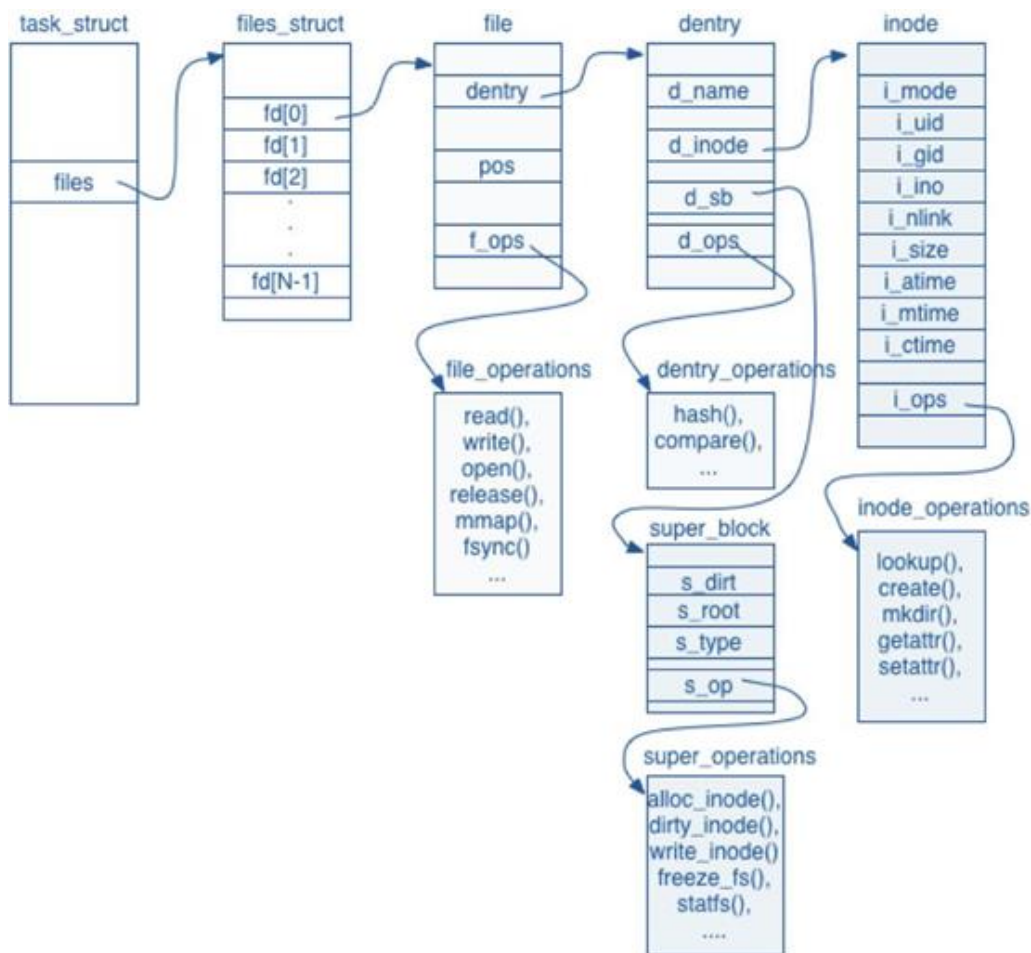 task_struct
files
files_struct
fd[0]
fd[1]
fd[2]
.
.
.
fd[N-1]
file
dentry
pos
f_ops
file_operations
read(),
write(),
open(),
release(),
mmap(),
fsync()
...
dentry
d_name
d_inode
d_sb
d_ops
dentry_operations
hash(),
compare(),
...
super_block
s_dirt
s_root
s_type
s_op
super_operations
alloc_inode(),
dirty_inode(),
write_inode()
freeze_fs(),
statfs(),
....
inode
i_mode
i_uid
i_gid
i_ino
i_nlink
i_size
i_atime
i_mtime
i_ctime
i_ops
inode_operations
lookup(),
create(),
mkdir(),
getattr(),
setattr(),
...